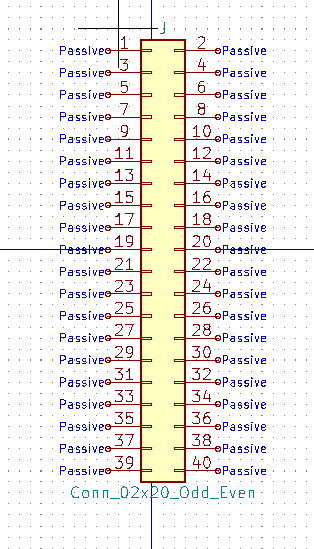 J
Passive 1 2 Passive
Passive 3 4 Passive
Passive 5 6 Passive
Passive 7 8 Passive
Passive 9 10 Passive
Passive 11 12 Passive
Passive 13 14 Passive
Passive 15 16 Passive
Passive 17 18 Passive
Passive 19 20 Passive
Passive 21 22 Passive
Passive 23 24 Passive
Passive 25 26 Passive
Passive 27 28 Passive
Passive 29 30 Passive
Passive 31 32 Passive
Passive 33 34 Passive
Passive 35 36 Passive
Passive 37 38 Passive
Passive 39 40 Passive
Conn_02x20_Odd_Even